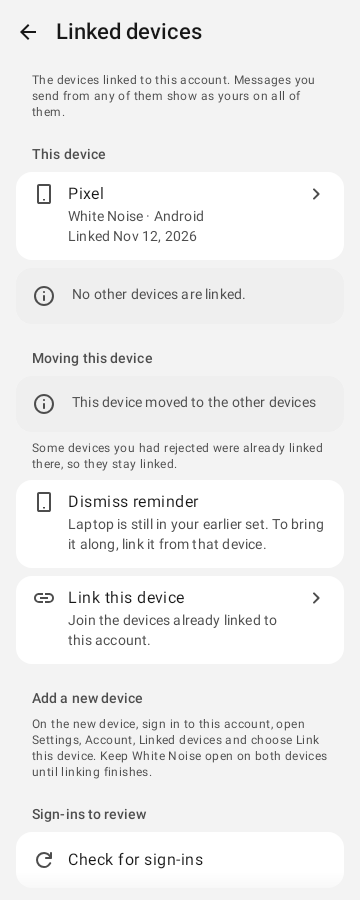 Linked devices
The devices linked to this account. Messages you
send from any of them show as yours on all of
them.
This device
Pixel
White Noise · Android
Linked Nov 12, 2026
No other devices are linked.
Moving this device
This device moved to the other devices
Some devices you had rejected were already linked
there, so they stay linked.
Dismiss reminder
Laptop is still in your earlier set. To bring
it along, link it from that device.
Link this device
Join the devices already linked to
this account.
Add a new device
On the new device, sign in to this account, open
Settings, Account, Linked devices and choose Link
this device. Keep White Noise open on both devices
until linking finishes.
Sign-ins to review
Check for sign-ins